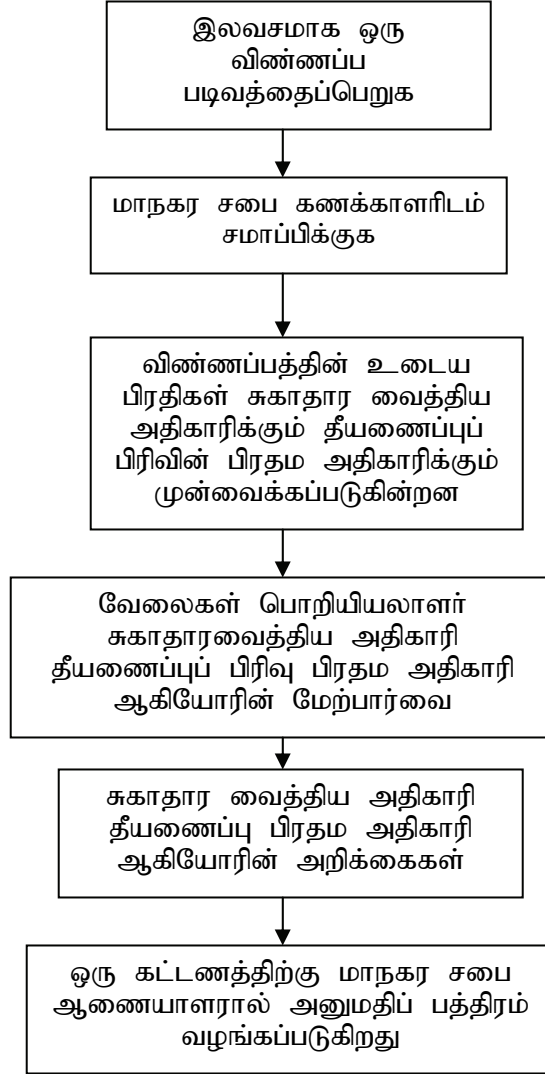 இலவசமாக ஒரு
விண்ணப்ப
படிவத்தைப்பெறுக
மாநகர சபை கணக்காளரிடம்
சமாப்பிக்குக
விண்ணப்பத்தின் உடைய
பிரதிகள் சுகாதார வைத்திய
அதிகாரிக்கும் தீயணைப்புப்
பிரிவின் பிரதம அதிகாரிக்கும்
முன்வைக்கப்படுகின்றன
வேலைகள் பொறியியலாளர்
சுகாதாரவைத்திய அதிகாரி
தீயணைப்புப் பிரிவு பிரதம அதிகாரி
ஆகியோரின் மேற்பார்வை
சுகாதார வைத்திய அதிகாரி
தீயணைப்பு பிரதம அதிகாரி
ஆகியோரின் அறிக்கைகள்
ஒரு கட்டணத்திற்கு மாநகர சபை
ஆணையாளரால் அனுமதிப் பத்திரம்
வழங்கப்படுகிறது